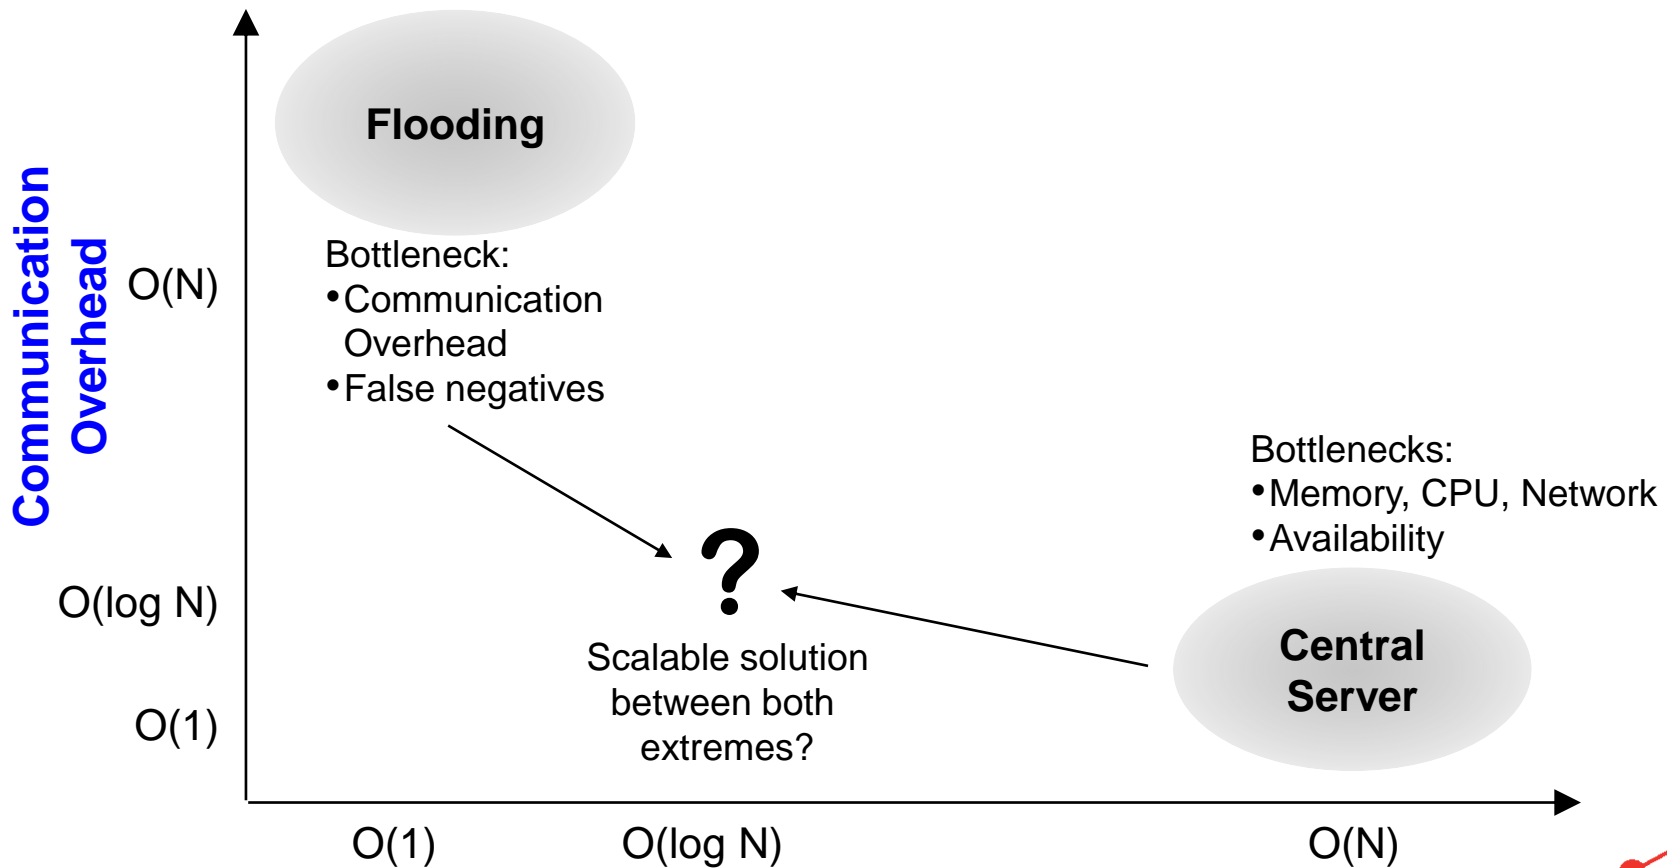 Communication
Overhead
O(N)
O(log N)
O(1)
Flooding
Bottleneck:
•Communication
Overhead
•False negatives
?
Scalable solution
between both
extremes?
Bottlenecks:
•Memory, CPU, Network
•Availability
Central
Server
O(1)
O(log N)
O(N)